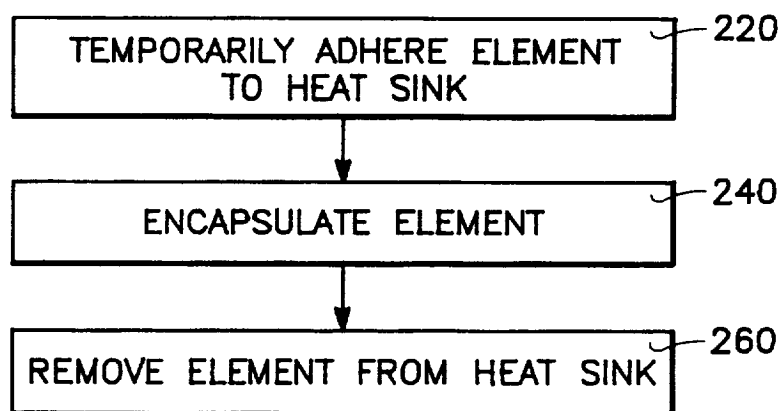 TEMPORARILY ADHERE ELEMENT
TO HEAT SINK
220
ENCAPSULATE ELEMENT
240
REMOVE ELEMENT FROM HEAT SINK
260